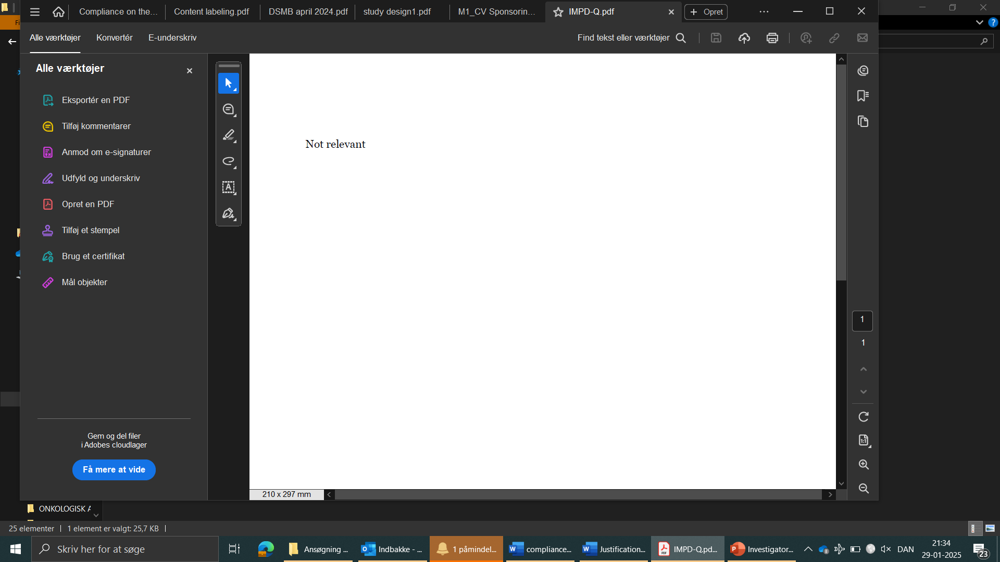 Compliance on the...
Content labeling.pdf
DSMB april 2024.pdf
study design1.pdf
M1_CV Sponsorin...
IMPD-Q.pdf
Opret
Fi
Alle værktøjer
Konvertér
E-underskriv
Find tekst eller værktøjer
Alle værktøjer
Eksportér en PDF
Tilføj kommentarer
Anmod om e-signaturer
Udfyld og underskriv
Opret en PDF
Tilføj et stempel
Brug et certifikat
Mål objekter
Gem og del filer
i Adobes cloudlager
Få mere at vide
Not relevant
1
1
210 x 297 mm
ONKOLOGISK A
25 elementer
1 element er valgt: 25,7 KB
Skriv her for at søge
Ansøgning ...
Indbakke - ...
1 påmindel...
compliance...
Justification...
IMPD-Q.pd...
Investigator...
DAN
21:34
29-01-2025
23